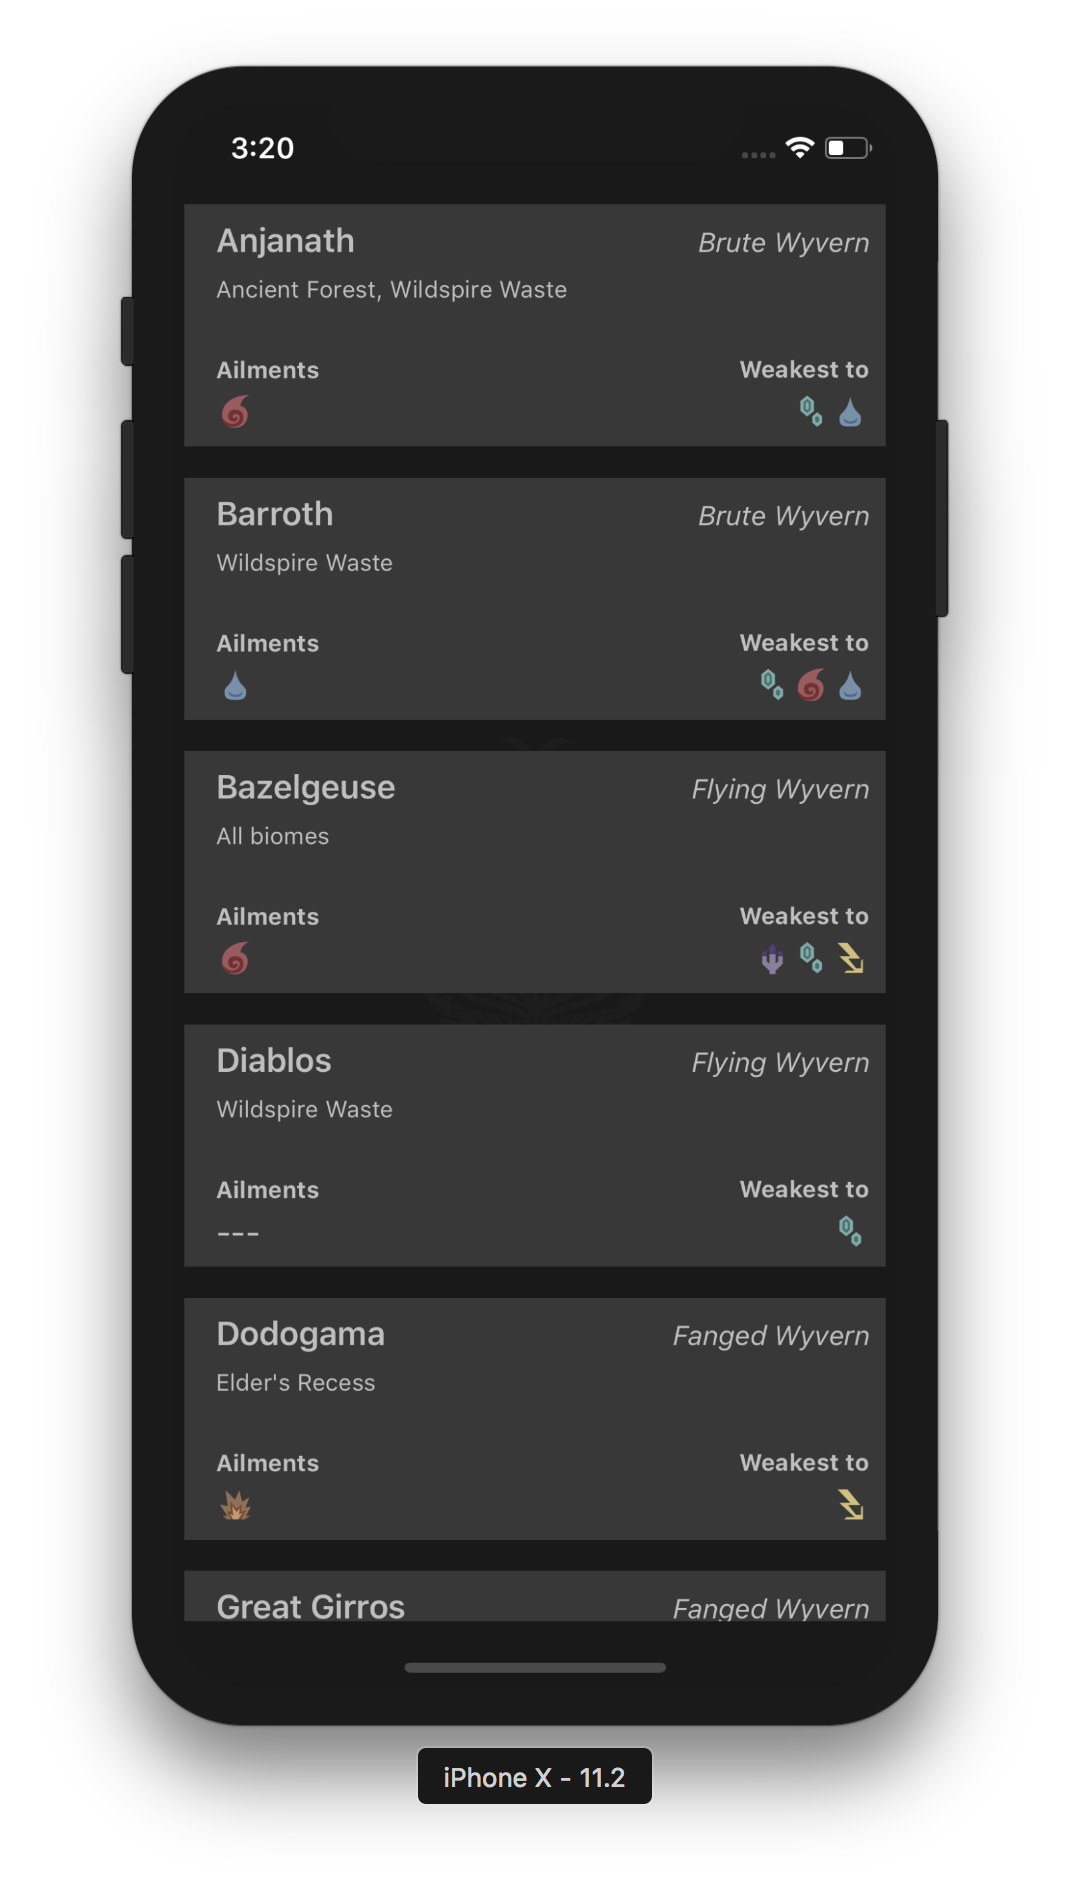 3:20
Anjanath Brute Wyvern
Ancient Forest, Wildspire Waste
Ailments Weakest to
Barroth Brute Wyvern
Wildspire Waste
Ailments Weakest to
Bazelgeuse Flying Wyvern
All biomes
Ailments Weakest to
Diablos Flying Wyvern
Wildspire Waste
Ailments Weakest to
---
Dodogama Fanged Wyvern
Elder's Recess
Ailments Weakest to
Great Girros Fanged Wyvern
iPhone X - 11.2